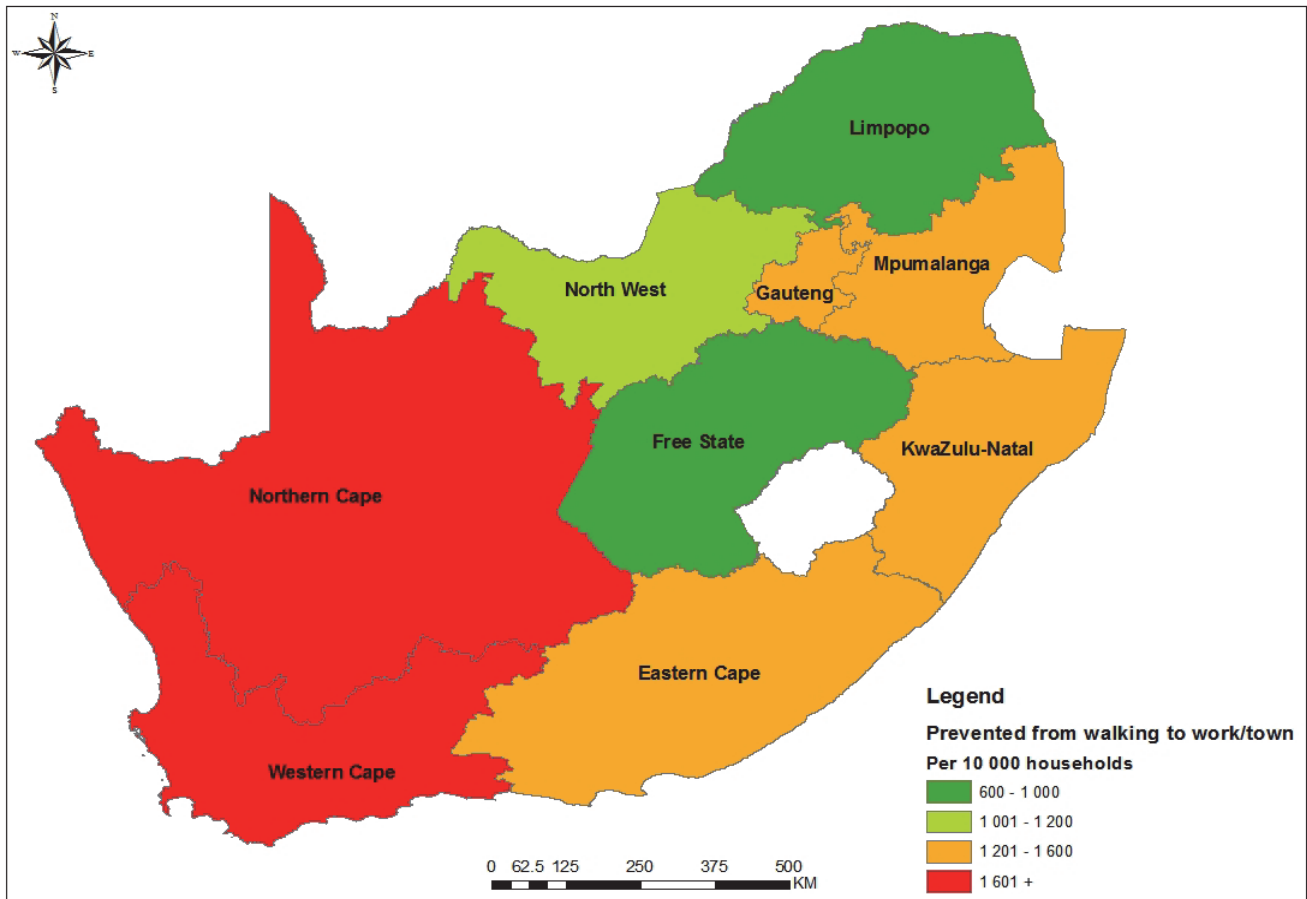 N
W E
S
Limpopo
Mpumalanga
North West
Gauteng
Free State
KwaZulu-Natal
Northern Cape
Eastern Cape
Western Cape
Legend
Prevented from walking to work/town
Per 10 000 households
600 - 1 000
1 001 - 1 200
1 201 - 1 600
1 601 +
0 62.5 125 250 375 500
KM